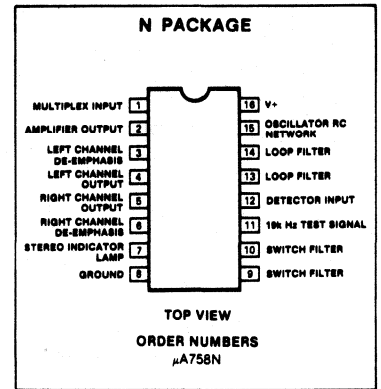 N PACKAGE
MULTIPLEX INPUT 1
AMPLIFIER OUTPUT 2
LEFT CHANNEL
DE-EMPHASIS 3
LEFT CHANNEL
OUTPUT 4
RIGHT CHANNEL
OUTPUT 5
RIGHT CHANNEL
DE-EMPHASIS 6
STEREO INDICATOR
LAMP 7
GROUND 8
16 V+
15 OSCILLATOR RC
NETWORK
14 LOOP FILTER
13 LOOP FILTER
12 DETECTOR INPUT
11 19k Hz TEST SIGNAL
10 SWITCH FILTER
9 SWITCH FILTER
TOP VIEW
ORDER NUMBERS
μA758N